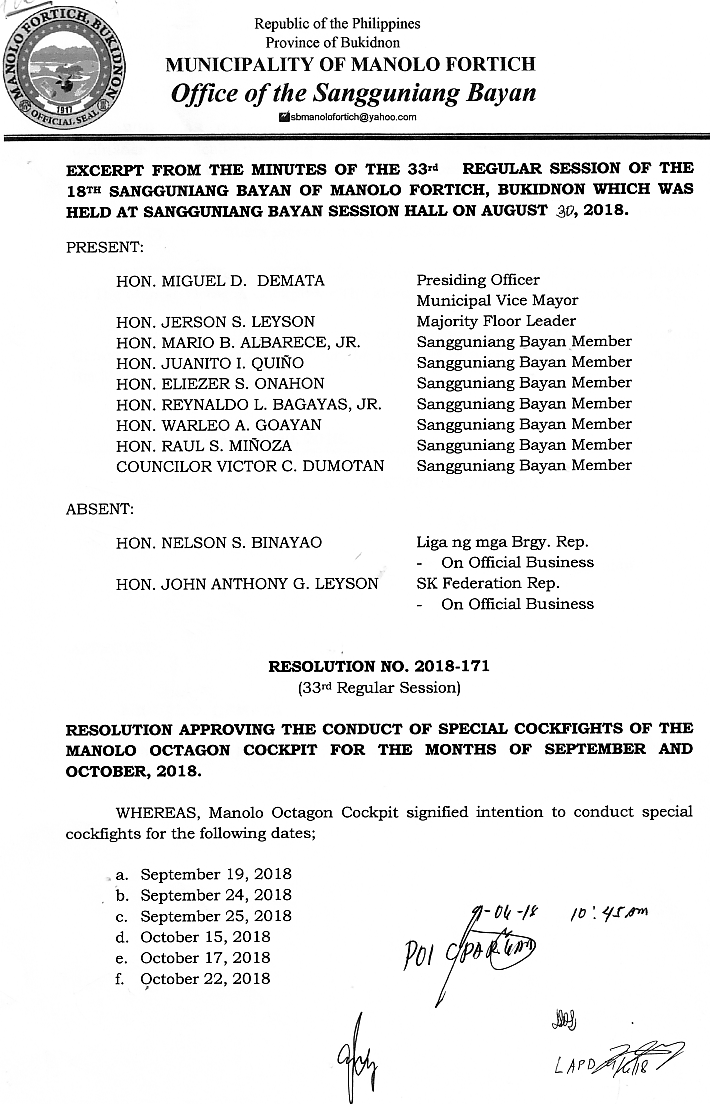 MANOLO FORTICH, BUKIDNON
1917
OFFICIAL SEAL
Republic of the Philippines
Province of Bukidnon
MUNICIPALITY OF MANOLO FORTICH
Office of the Sangguniang Bayan
sbmanolofortich@yahoo.com
EXCERPT FROM THE MINUTES OF THE 33rd REGULAR SESSION OF THE
18TH SANGGUNIANG BAYAN OF MANOLO FORTICH, BUKIDNON WHICH WAS
HELD AT SANGGUNIANG BAYAN SESSION HALL ON AUGUST 30, 2018.
PRESENT:
HON. MIGUEL D. DEMATA Presiding Officer
Municipal Vice Mayor
HON. JERSON S. LEYSON Majority Floor Leader
HON. MARIO B. ALBARECE, JR. Sangguniang Bayan Member
HON. JUANITO I. QUIÑO Sangguniang Bayan Member
HON. ELIEZER S. ONAHON Sangguniang Bayan Member
HON. REYNALDO L. BAGAYAS, JR. Sangguniang Bayan Member
HON. WARLEO A. GOAYAN Sangguniang Bayan Member
HON. RAUL S. MIÑOZA Sangguniang Bayan Member
COUNCILOR VICTOR C. DUMOTAN Sangguniang Bayan Member
ABSENT:
HON. NELSON S. BINAYAO Liga ng mga Brgy. Rep.
- On Official Business
HON. JOHN ANTHONY G. LEYSON SK Federation Rep.
- On Official Business
RESOLUTION NO. 2018-171
(33rd Regular Session)
RESOLUTION APPROVING THE CONDUCT OF SPECIAL COCKFIGHTS OF THE
MANOLO OCTAGON COCKPIT FOR THE MONTHS OF SEPTEMBER AND
OCTOBER, 2018.
WHEREAS, Manolo Octagon Cockpit signified intention to conduct special
cockfights for the following dates;
a. September 19, 2018
b. September 24, 2018
c. September 25, 2018
d. October 15, 2018
e. October 17, 2018
f. October 22, 2018
9-06-18 10:45am
PO1
LAPD